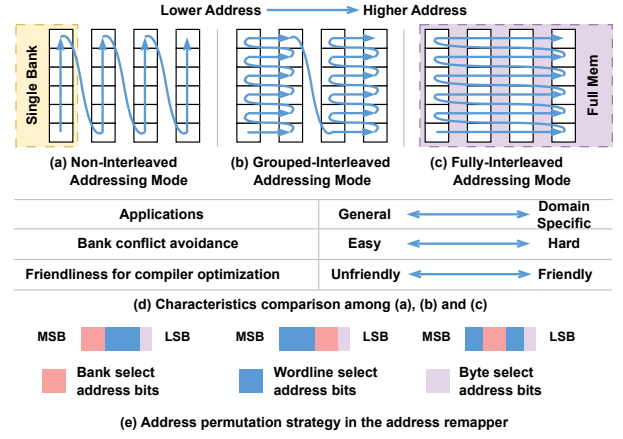 Lower Address Higher Address
Single Bank
Full Mem
(a) Non-Interleaved Addressing Mode
(b) Grouped-Interleaved Addressing Mode
(c) Fully-Interleaved Addressing Mode
Applications General Domain Specific
Bank conflict avoidance Easy Hard
Friendliness for compiler optimization Unfriendly Friendly
(d) Characteristics comparison among (a), (b) and (c)
MSB LSB MSB LSB MSB LSB
Bank select address bits
Wordline select address bits
Byte select address bits
(e) Address permutation strategy in the address remapper